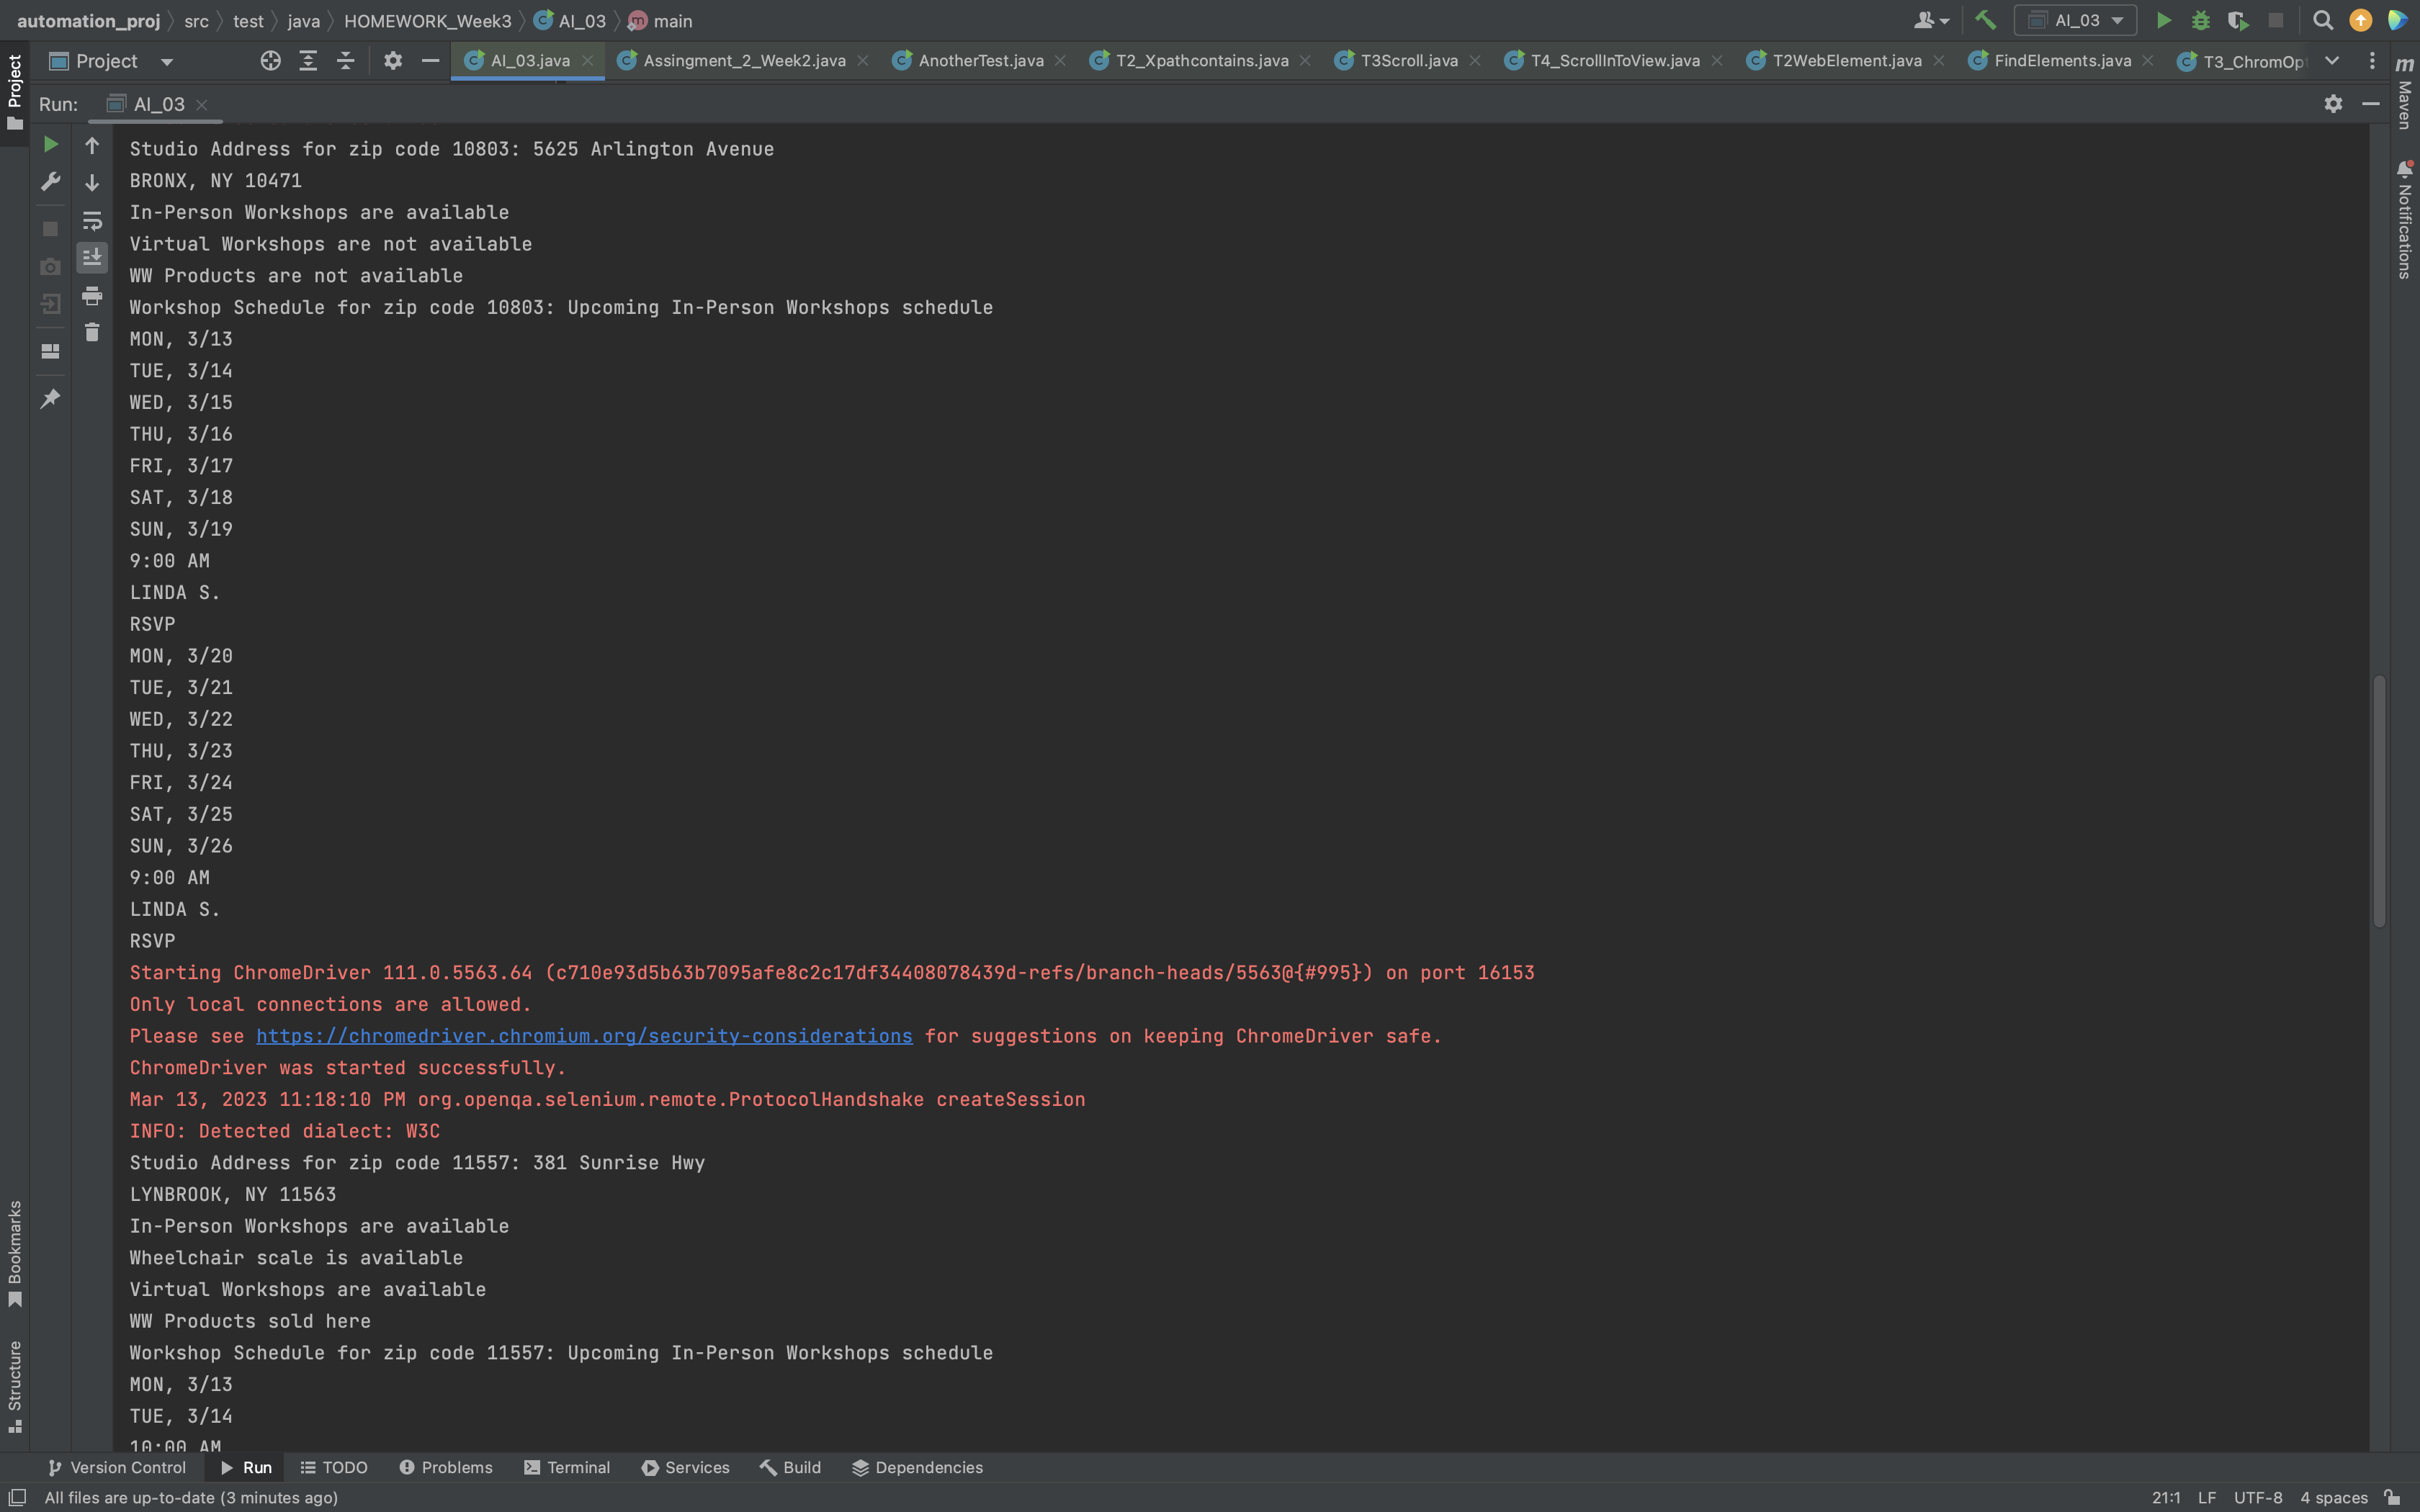 automation_proj src test java HOMEWORK_Week3 AI_03 main
AI_03
Project
AI_03.java
Assingment_2_Week2.java
AnotherTest.java
T2_Xpathcontains.java
T3Scroll.java
T4_ScrollInToView.java
T2WebElement.java
FindElements.java
T3_ChromOp
Project
Maven
Notifications
Run: AI_03
Studio Address for zip code 10803: 5625 Arlington Avenue
BRONX, NY 10471
In-Person Workshops are available
Virtual Workshops are not available
WW Products are not available
Workshop Schedule for zip code 10803: Upcoming In-Person Workshops schedule
MON, 3/13
TUE, 3/14
WED, 3/15
THU, 3/16
FRI, 3/17
SAT, 3/18
SUN, 3/19
9:00 AM
LINDA S.
RSVP
MON, 3/20
TUE, 3/21
WED, 3/22
THU, 3/23
FRI, 3/24
SAT, 3/25
SUN, 3/26
9:00 AM
LINDA S.
RSVP
Starting ChromeDriver 111.0.5563.64 (c710e93d5b63b7095afe8c2c17df34408078439d-refs/branch-heads/5563@{#995}) on port 16153
Only local connections are allowed.
Please see https://chromedriver.chromium.org/security-considerations for suggestions on keeping ChromeDriver safe.
ChromeDriver was started successfully.
Mar 13, 2023 11:18:10 PM org.openqa.selenium.remote.ProtocolHandshake createSession
INFO: Detected dialect: W3C
Studio Address for zip code 11557: 381 Sunrise Hwy
LYNBROOK, NY 11563
In-Person Workshops are available
Wheelchair scale is available
Virtual Workshops are available
WW Products sold here
Workshop Schedule for zip code 11557: Upcoming In-Person Workshops schedule
MON, 3/13
TUE, 3/14
10:00 AM
Bookmarks
Structure
Version Control Run TODO Problems Terminal Services Build Dependencies
All files are up-to-date (3 minutes ago)
21:1 LF UTF-8 4 spaces